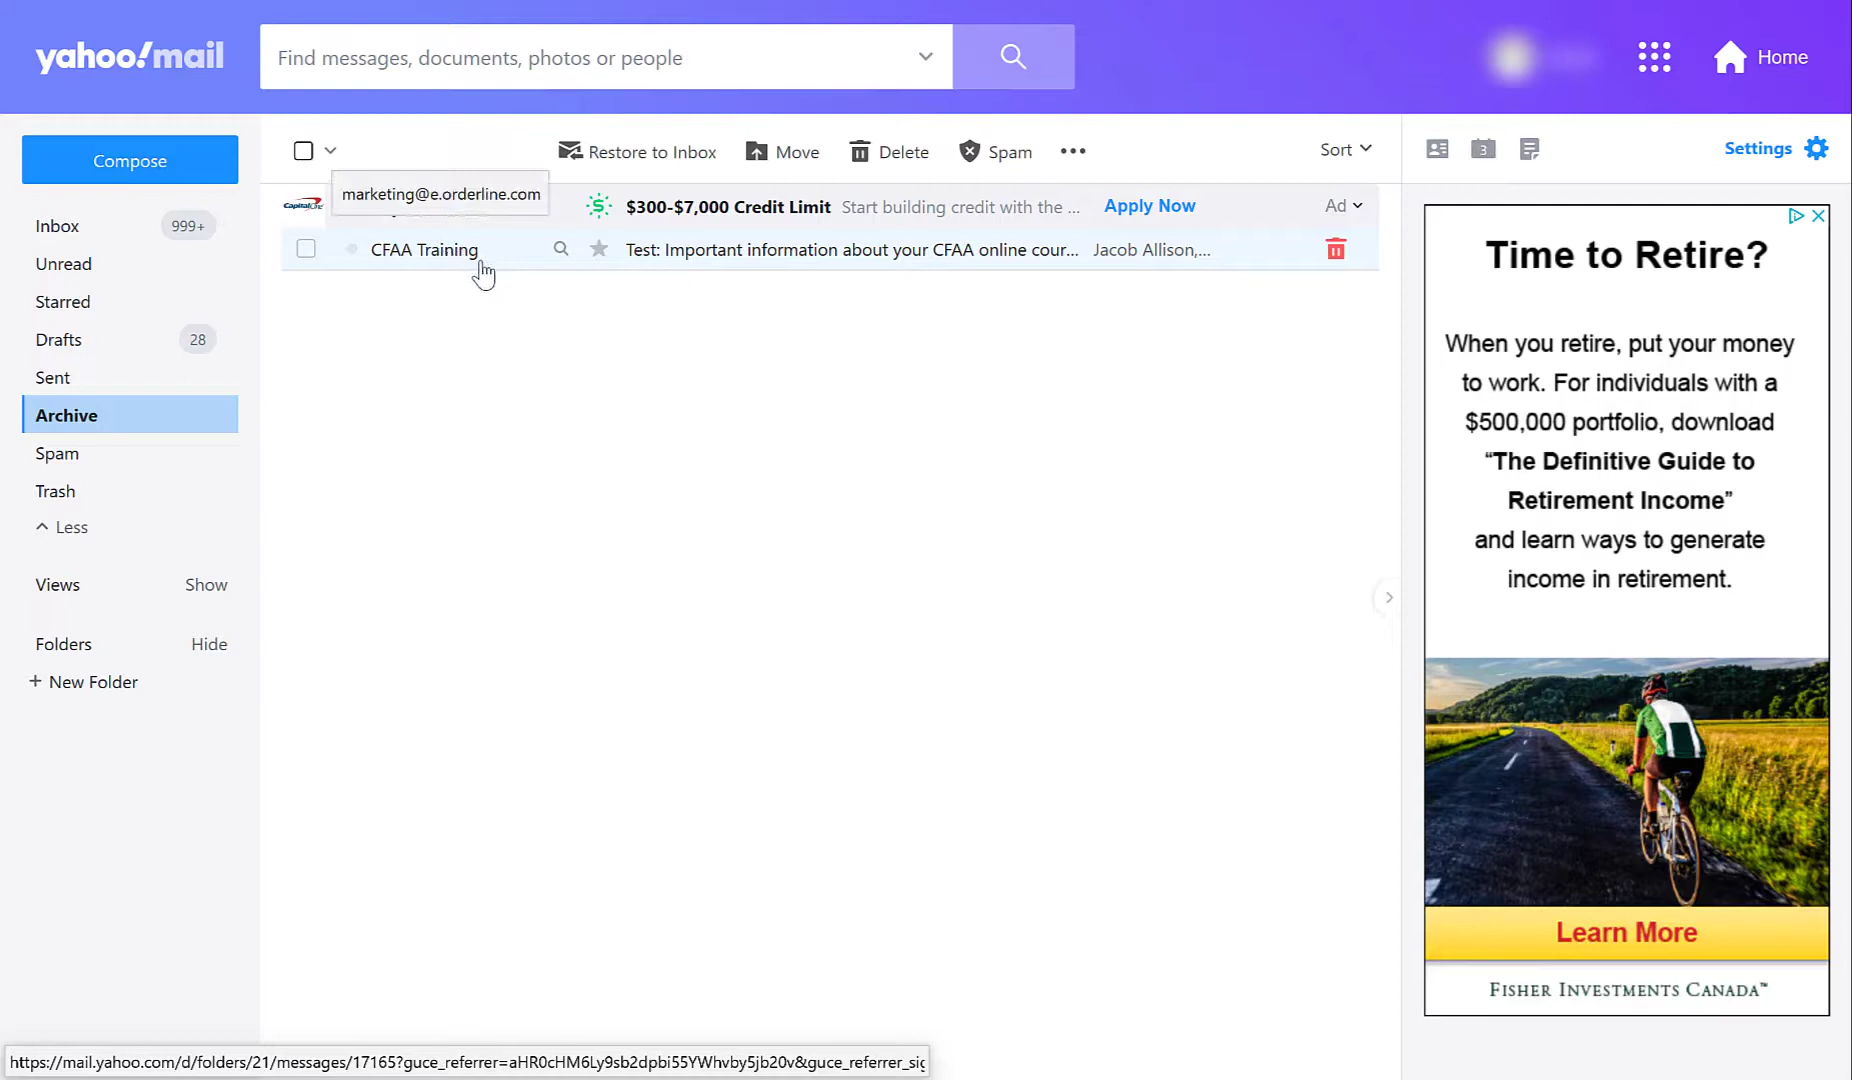 yahoo!mail
Find messages, documents, photos or people
Home
Compose
Inbox 999+
Unread
Starred
Drafts 28
Sent
Archive
Spam
Trash
Less
Views Show
Folders Hide
+ New Folder
Restore to Inbox Move Delete Spam ••• Sort
marketing@e.orderline.com
Capital One $300-$7,000 Credit Limit Start building credit with the ... Apply Now Ad
CFAA Training Test: Important information about your CFAA online cour... Jacob Allison,...
3 Settings
Time to Retire?
When you retire, put your money
to work. For individuals with a
$500,000 portfolio, download
“The Definitive Guide to
Retirement Income”
and learn ways to generate
income in retirement.
Learn More
FISHER INVESTMENTS CANADA™
https://mail.yahoo.com/d/folders/21/messages/17165?guce_referrer=aHR0cHM6Ly9sb2dpbi55YWhvby5jb20v&guce_referrer_sig